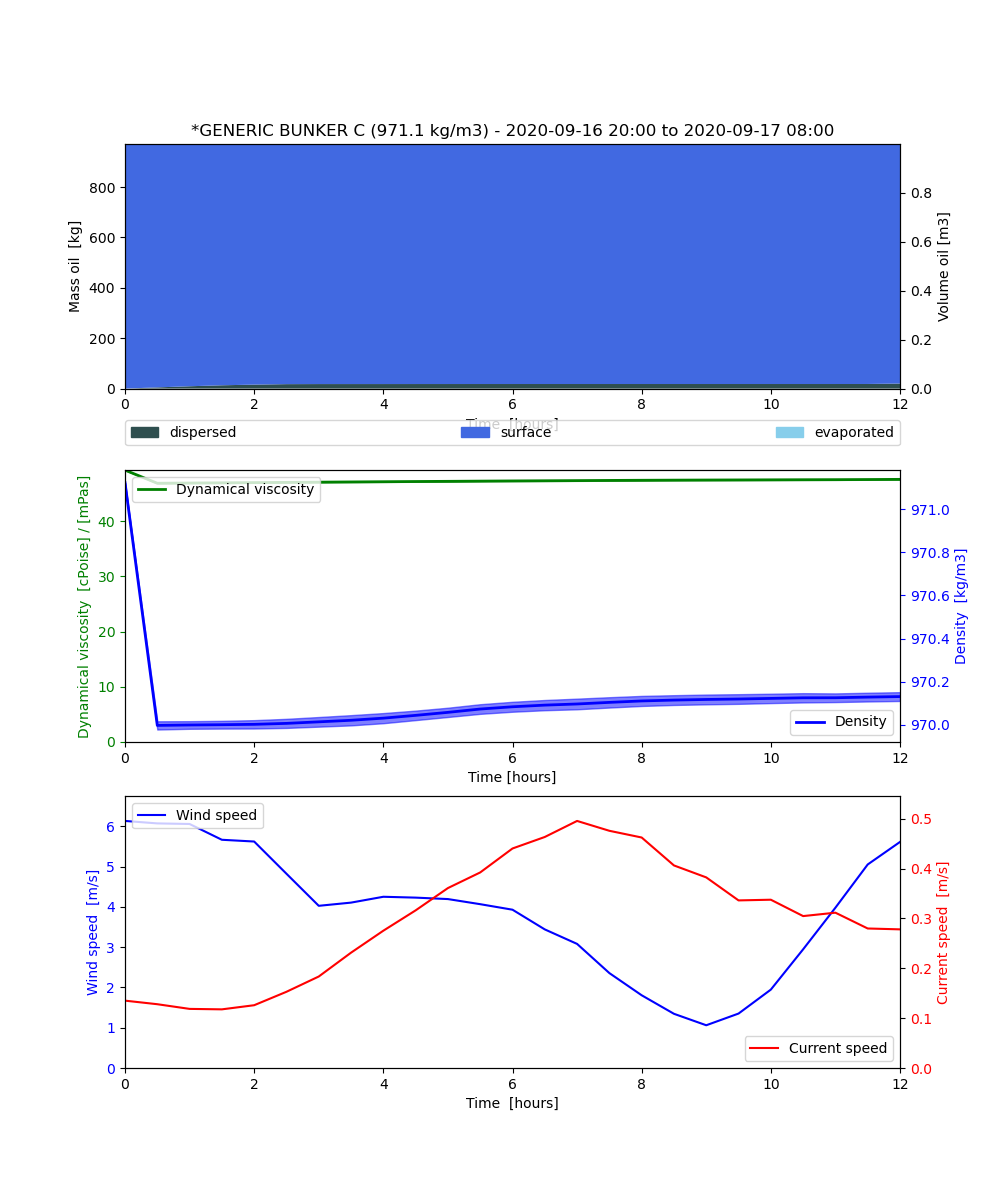 *GENERIC BUNKER C (971.1 kg/m3) - 2020-09-16 20:00 to 2020-09-17 08:00
Mass oil [kg]
800
600
400
200
0
0.8
0.6
0.4
0.2
0.0
Volume oil [m3]
0 2 4 6 8 10 12
Time [hours]
dispersed surface evaporated
Dynamical viscosity [cPoise] / [mPas]
40
30
20
10
0
Dynamical viscosity
971.0
970.8
970.6
970.4
970.2
970.0
Density [kg/m3]
Density
0 2 4 6 8 10 12
Time [hours]
Wind speed [m/s]
6
5
4
3
2
1
0
Wind speed
0.5
0.4
0.3
0.2
0.1
0.0
Current speed [m/s]
Current speed
0 2 4 6 8 10 12
Time [hours]